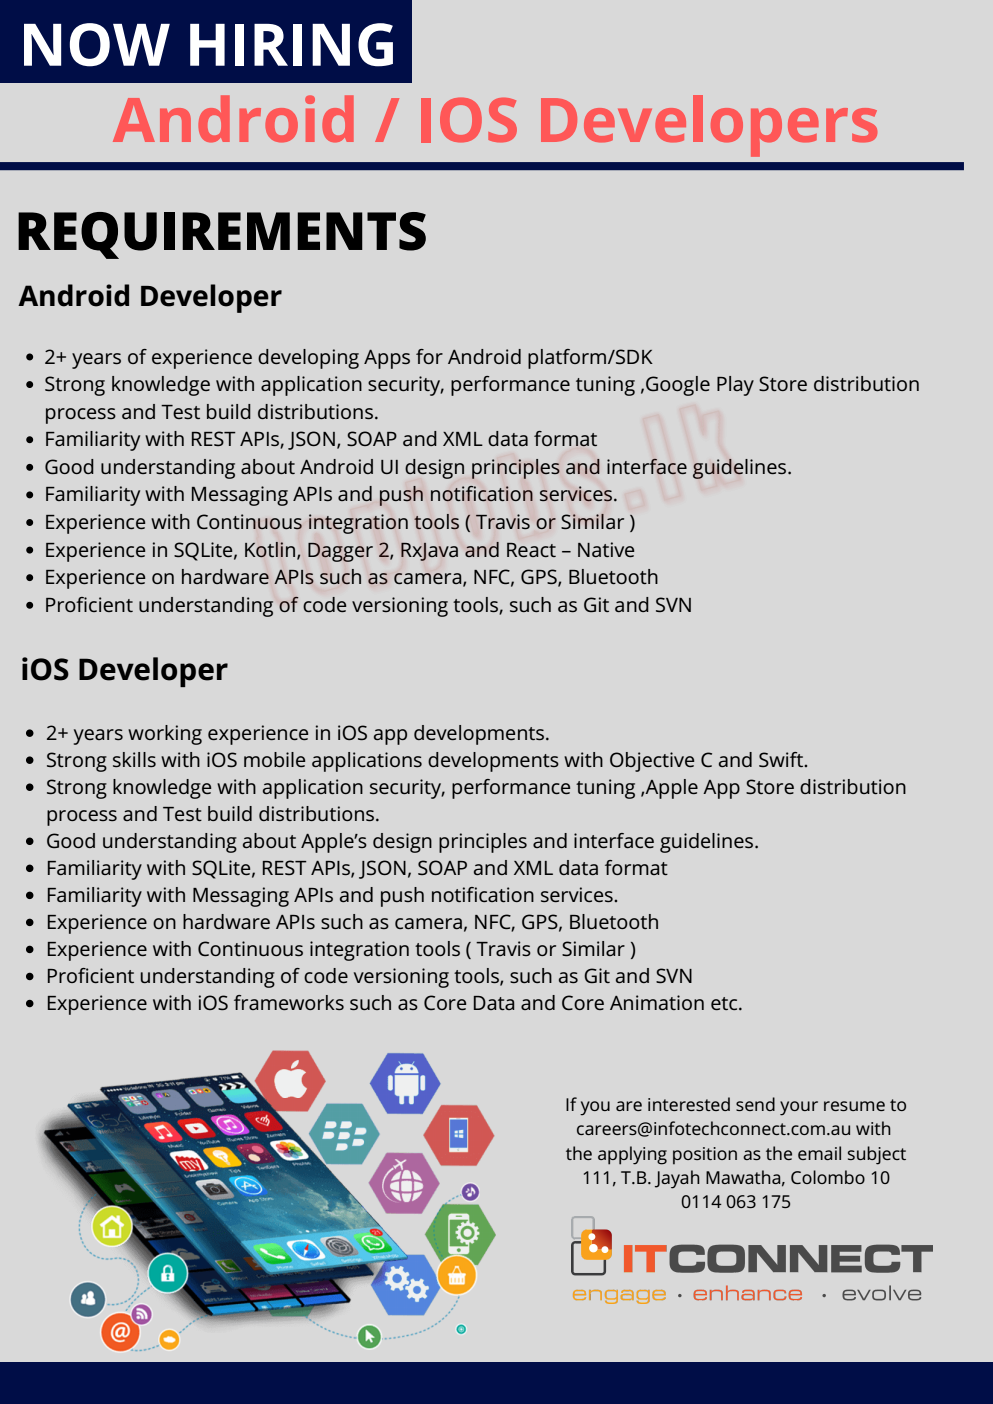 NOW HIRING
Android / IOS Developers
REQUIREMENTS
Android Developer
• 2+ years of experience developing Apps for Android platform/SDK
• Strong knowledge with application security, performance tuning ,Google Play Store distribution
process and Test build distributions.
• Familiarity with REST APIs, JSON, SOAP and XML data format
• Good understanding about Android UI design principles and interface guidelines.
• Familiarity with Messaging APIs and push notification services.
• Experience with Continuous integration tools ( Travis or Similar )
• Experience in SQLite, Kotlin, Dagger 2, RxJava and React – Native
• Experience on hardware APIs such as camera, NFC, GPS, Bluetooth
• Proficient understanding of code versioning tools, such as Git and SVN
topjobs.lk
iOS Developer
• 2+ years working experience in iOS app developments.
• Strong skills with iOS mobile applications developments with Objective C and Swift.
• Strong knowledge with application security, performance tuning ,Apple App Store distribution
process and Test build distributions.
• Good understanding about Apple’s design principles and interface guidelines.
• Familiarity with SQLite, REST APIs, JSON, SOAP and XML data format
• Familiarity with Messaging APIs and push notification services.
• Experience on hardware APIs such as camera, NFC, GPS, Bluetooth
• Experience with Continuous integration tools ( Travis or Similar )
• Proficient understanding of code versioning tools, such as Git and SVN
• Experience with iOS frameworks such as Core Data and Core Animation etc.
If you are interested send your resume to
careers@infotechconnect.com.au with
the applying position as the email subject
111, T.B. Jayah Mawatha, Colombo 10
0114 063 175
ITCONNECT
engage · enhance · evolve